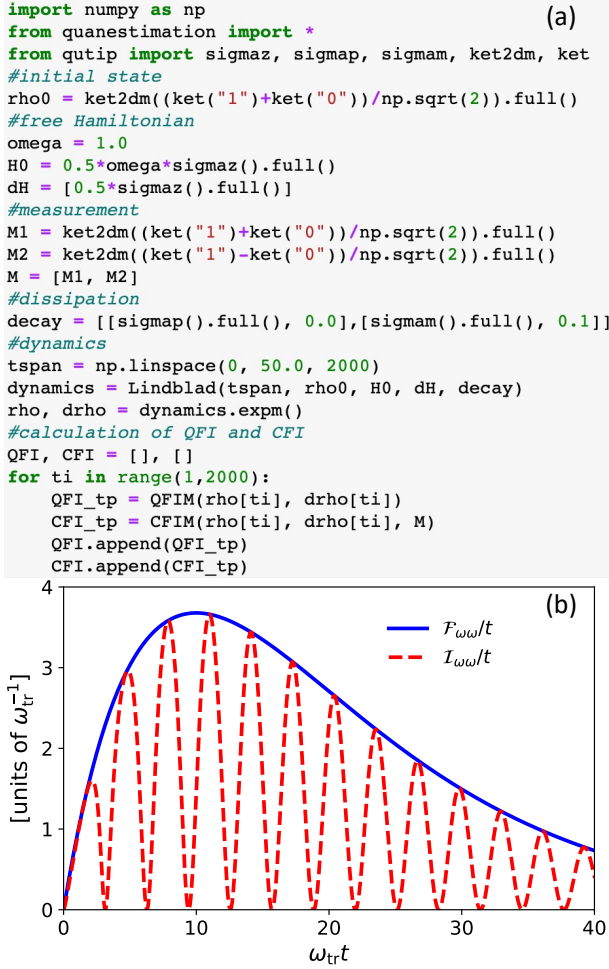 import numpy as np
(a)
from quanestimation import *
from qutip import sigmaz, sigmap, sigmam, ket2dm, ket
#initial state
rho0 = ket2dm((ket("1")+ket("0"))/np.sqrt(2)).full()
#free Hamiltonian
omega = 1.0
H0 = 0.5*omega*sigmaz().full()
dH = [0.5*sigmaz().full()]
#measurement
M1 = ket2dm((ket("1")+ket("0"))/np.sqrt(2)).full()
M2 = ket2dm((ket("1")-ket("0"))/np.sqrt(2)).full()
M = [M1, M2]
#dissipation
decay = [[sigmap().full(), 0.0],[sigmam().full(), 0.1]]
#dynamics
tspan = np.linspace(0, 50.0, 2000)
dynamics = Lindblad(tspan, rho0, H0, dH, decay)
rho, drho = dynamics.expm()
#calculation of QFI and CFI
QFI, CFI = [], []
for ti in range(1,2000):
    QFI_tp = QFIM(rho[ti], drho[ti])
    CFI_tp = CFIM(rho[ti], drho[ti], M)
    QFI.append(QFI_tp)
    CFI.append(CFI_tp)
(b)
ℱ_ωω/t
ℐ_ωω/t
4
3
2
1
0
[units of ω_tr^−1]
0 10 20 30 40
ω_tr t